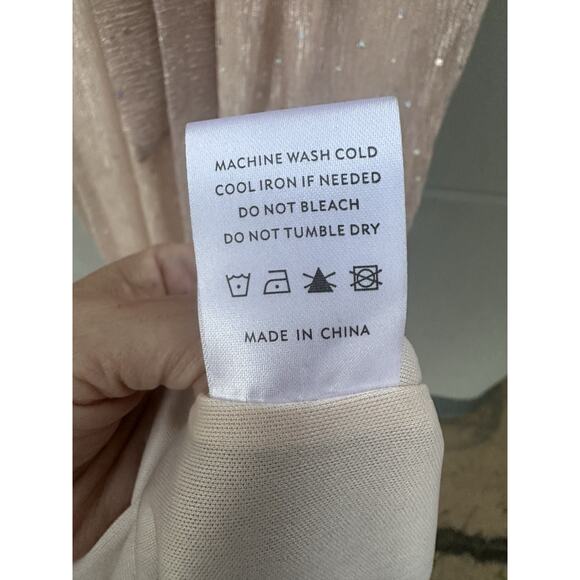 MACHINE WASH COLD
COOL IRON IF NEEDED
DO NOT BLEACH
DO NOT TUMBLE DRY
MADE IN CHINA